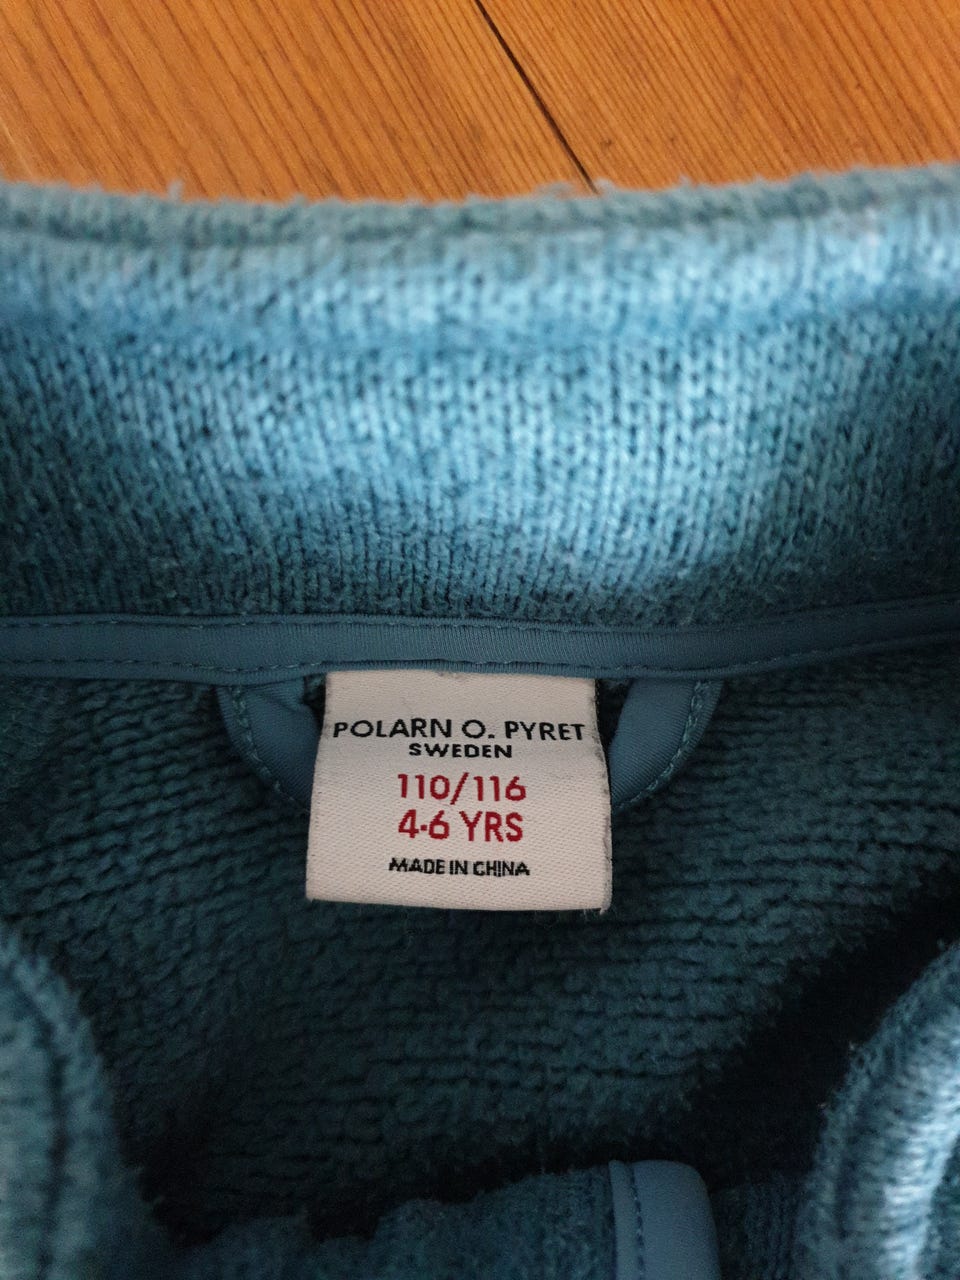 POLARN O. PYRET
SWEDEN
110/116
4-6 YRS
MADE IN CHINA